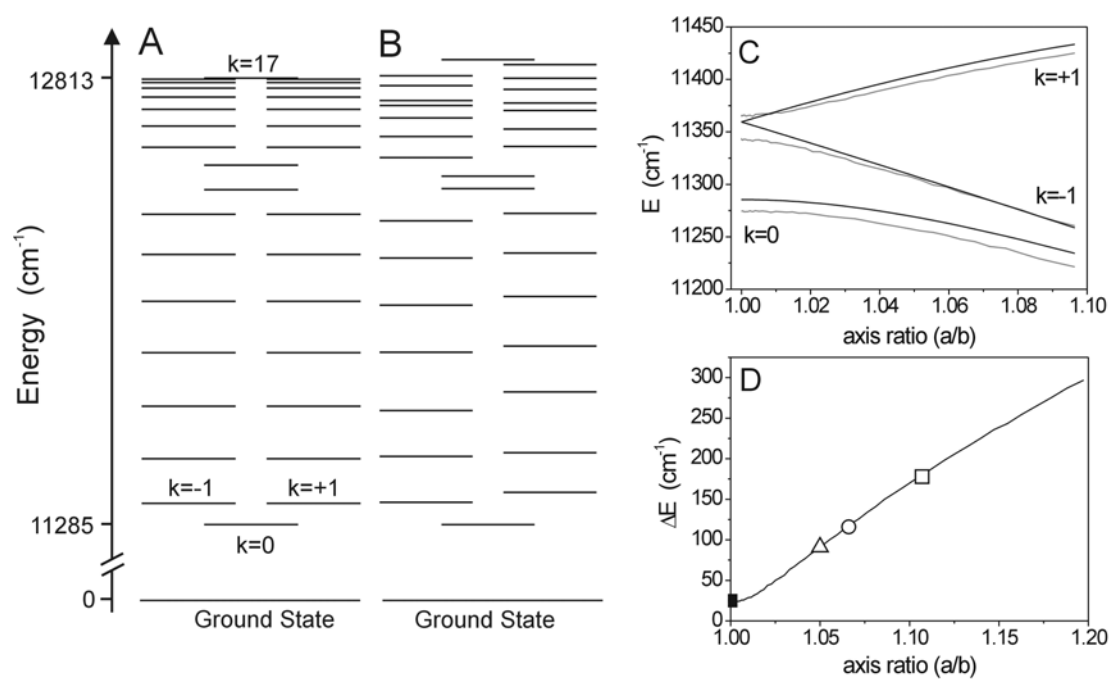 A
B
k=17
12813
Energy (cm-1)
k=-1
k=+1
11285
k=0
0
Ground State
Ground State
C
11450
11400
11350
11300
11250
11200
E (cm-1)
k=+1
k=-1
k=0
1.00 1.02 1.04 1.06 1.08 1.10
axis ratio (a/b)
D
300
250
200
150
100
50
0
ΔE (cm-1)
1.00 1.05 1.10 1.15 1.20
axis ratio (a/b)